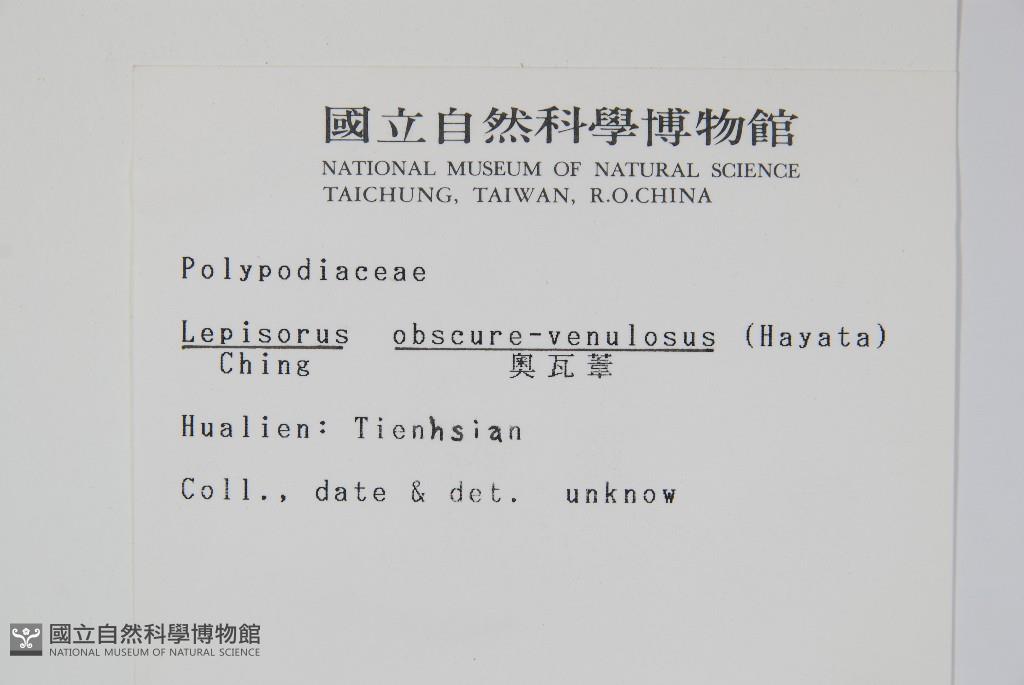 國立自然科學博物館
NATIONAL MUSEUM OF NATURAL SCIENCE
TAICHUNG, TAIWAN, R.O.CHINA
Polypodiaceae
Lepisorus obscure-venulosus (Hayata)
Ching 奧瓦葦
Hualien: Tienhsian
Coll., date & det. unknow
國立自然科學博物館
NATIONAL MUSEUM OF NATURAL SCIENCE